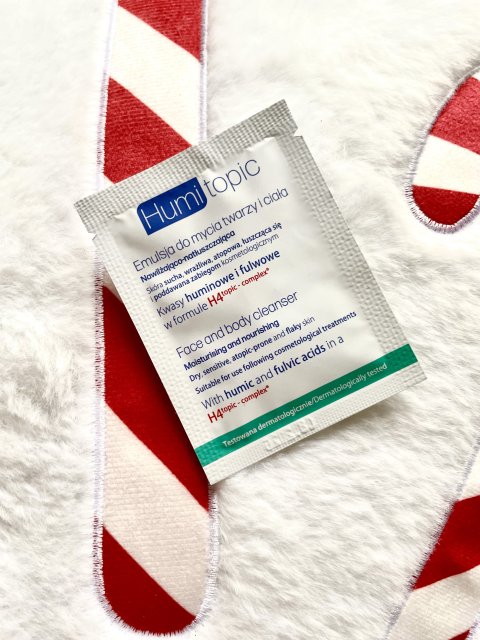 Humitopic
Emulsja do mycia twarzy i ciała
Nawilżająco-natłuszczająca
Skóra sucha, wrażliwa, atopowa, łuszcząca się
i poddawana zabiegom kosmetologicznym
Kwasy huminowe i fulwowe
w formule H4topic - complex®
Face and body cleanser
Moisturising and nourishing
Dry, sensitive, atopic-prone and flaky skin
Suitable for use following cosmetological treatments
With humic and fulvic acids in a
H4topic - complex®
Testowana dermatologicznie/Dermatologically tested